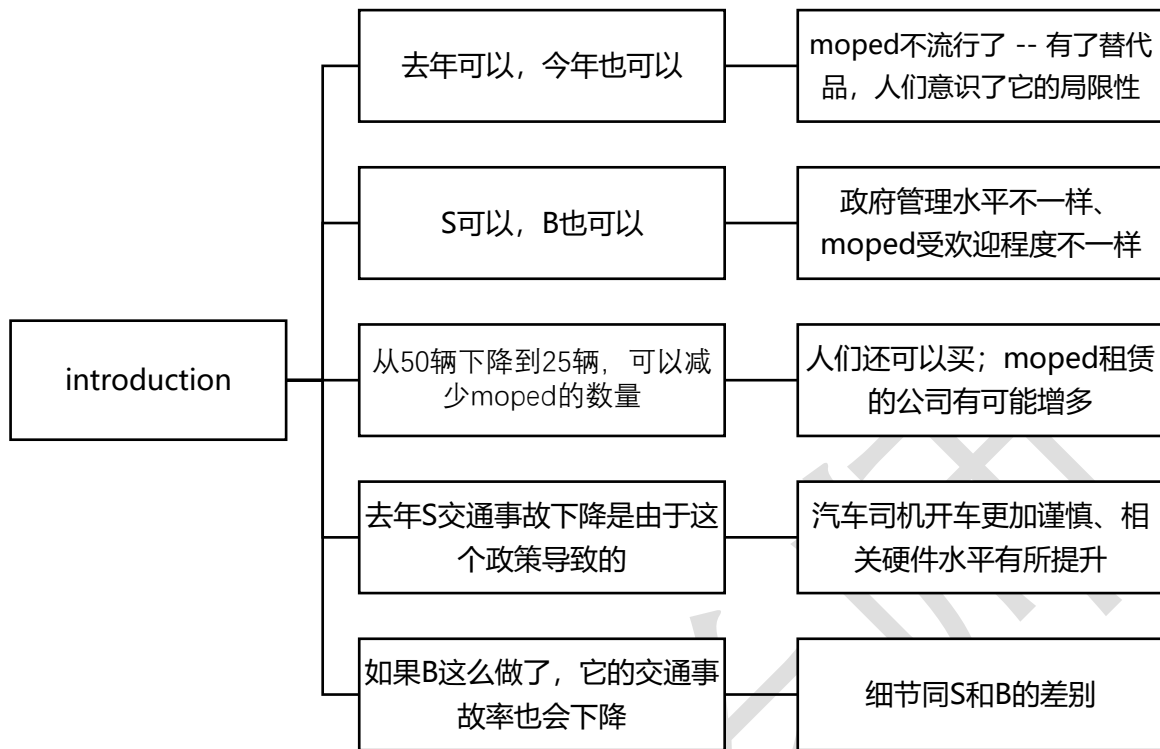 introduction
去年可以，今年也可以
moped不流行了 -- 有了替代
品，人们意识了它的局限性
S可以，B也可以
政府管理水平不一样、
moped受欢迎程度不一样
从50辆下降到25辆，可以减
少moped的数量
人们还可以买；moped租赁
的公司有可能增多
去年S交通事故下降是由于这
个政策导致的
汽车司机开车更加谨慎、相
关硬件水平有所提升
如果B这么做了，它的交通事
故率也会下降
细节同S和B的差别